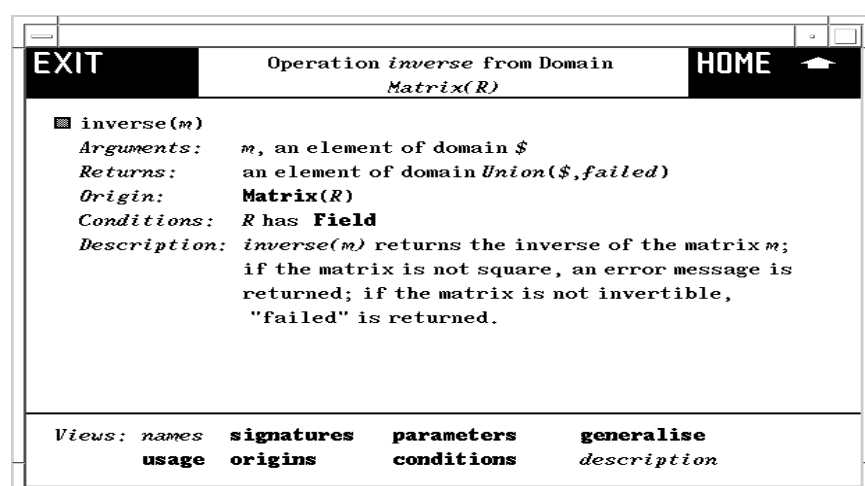 EXIT
Operation inverse from Domain
Matrix(R)
HOME
inverse(m)
Arguments: m, an element of domain $
Returns: an element of domain Union($,failed)
Origin: Matrix(R)
Conditions: R has Field
Description: inverse(m) returns the inverse of the matrix m;
if the matrix is not square, an error message is
returned; if the matrix is not invertible,
"failed" is returned.
Views: names signatures parameters generalise
usage origins conditions description